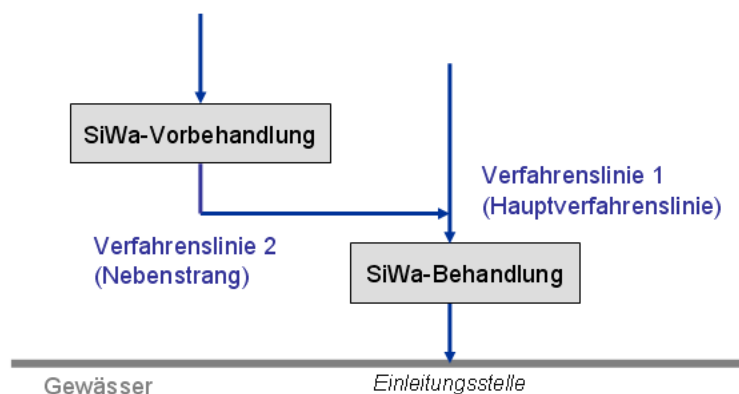 SiWa-Vorbehandlung
Verfahrenslinie 1
(Hauptverfahrenslinie)
Verfahrenslinie 2
(Nebenstrang)
SiWa-Behandlung
Gewässer
Einleitungsstelle